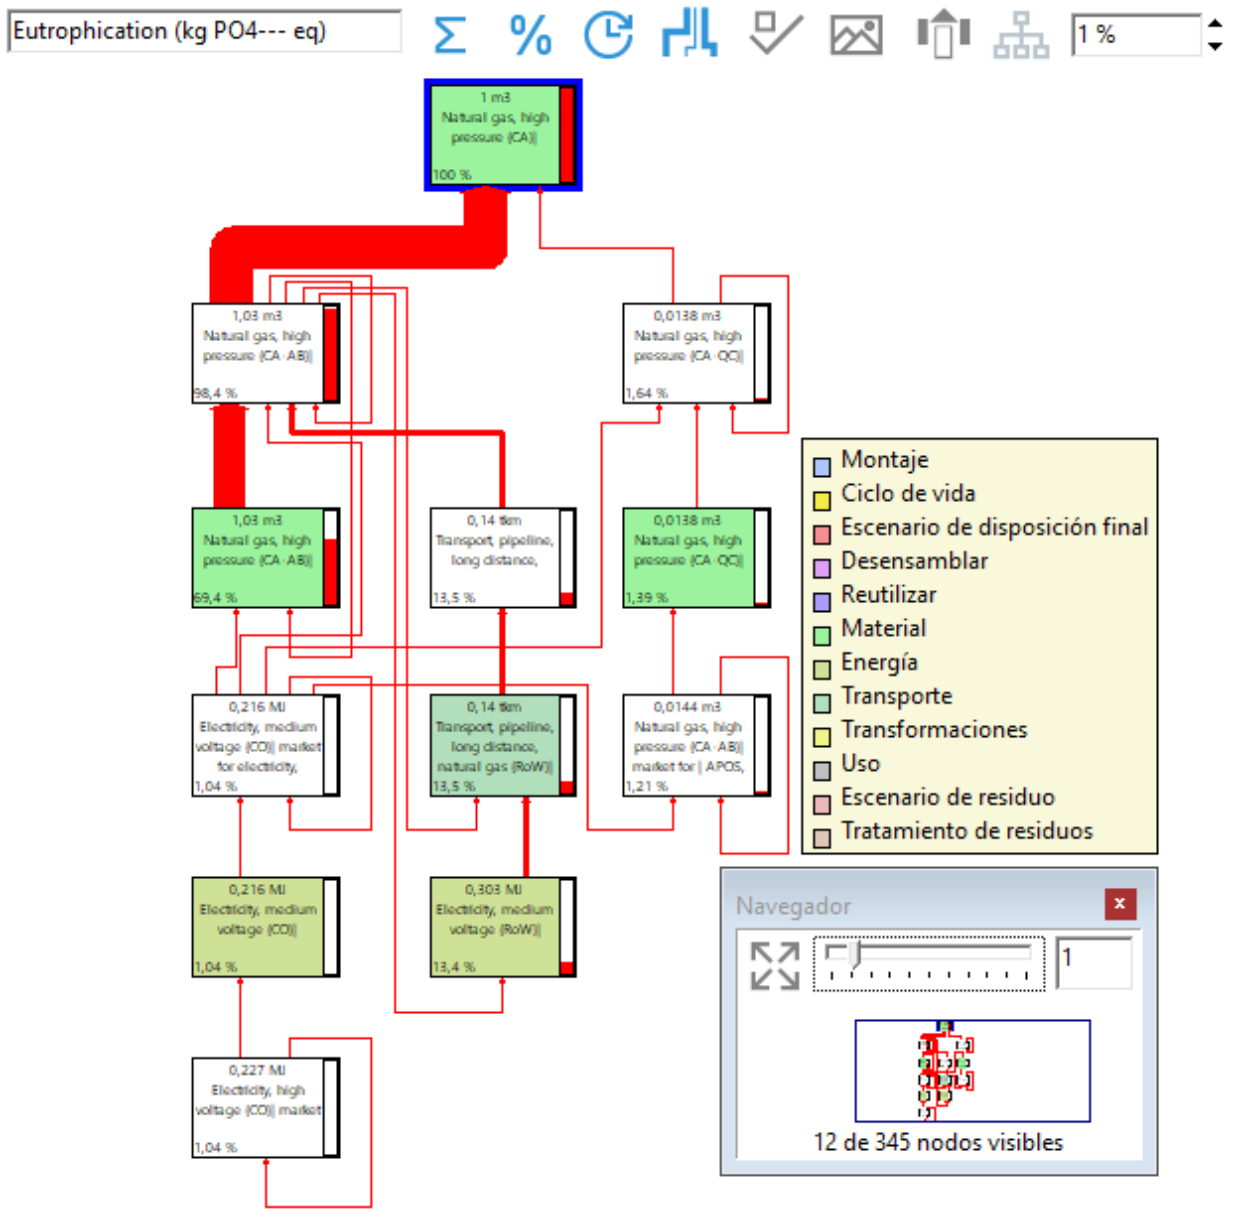 Eutrophication (kg PO4--- eq)
Σ %
1 %
1 m3
Natural gas, high
pressure {CA}|
100 %
1,03 m3
Natural gas, high
pressure {CA-AB}|
98,4 %
0,0138 m3
Natural gas, high
pressure {CA-QC}|
1,64 %
1,03 m3
Natural gas, high
pressure {CA-AB}|
69,4 %
0,14 tkm
Transport, pipeline,
long distance,
13,5 %
0,0138 m3
Natural gas, high
pressure {CA-QC}|
1,39 %
0,216 MJ
Electricity, medium
voltage {CO}| market
for electricity,
1,04 %
0,14 tkm
Transport, pipeline,
long distance,
natural gas {RoW}|
13,5 %
0,0144 m3
Natural gas, high
pressure {CA-AB}|
market for | APOS,
1,21 %
0,216 MJ
Electricity, medium
voltage {CO}|
1,04 %
0,303 MJ
Electricity, medium
voltage {RoW}|
13,4 %
0,227 MJ
Electricity, high
voltage {CO}| market
1,04 %
Montaje
Ciclo de vida
Escenario de disposición final
Desensamblar
Reutilizar
Material
Energía
Transporte
Transformaciones
Uso
Escenario de residuo
Tratamiento de residuos
Navegador
x
1
12 de 345 nodos visibles